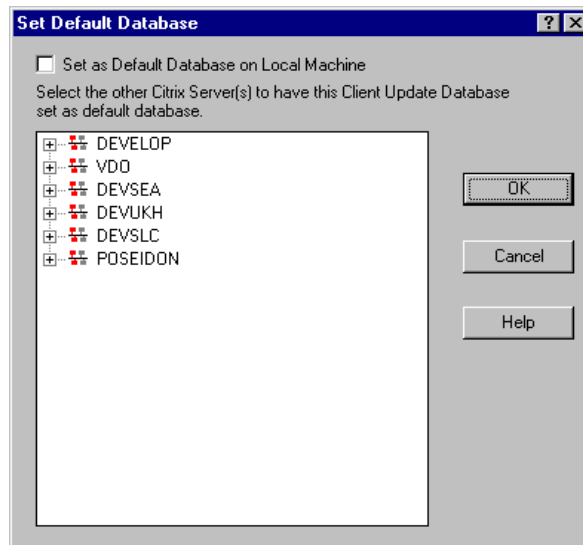 Set Default Database
Set as Default Database on Local Machine
Select the other Citrix Server(s) to have this Client Update Database
set as default database.
DEVELOP
VDO
DEVSEA
DEVUKH
DEVSLC
POSEIDON
OK
Cancel
Help